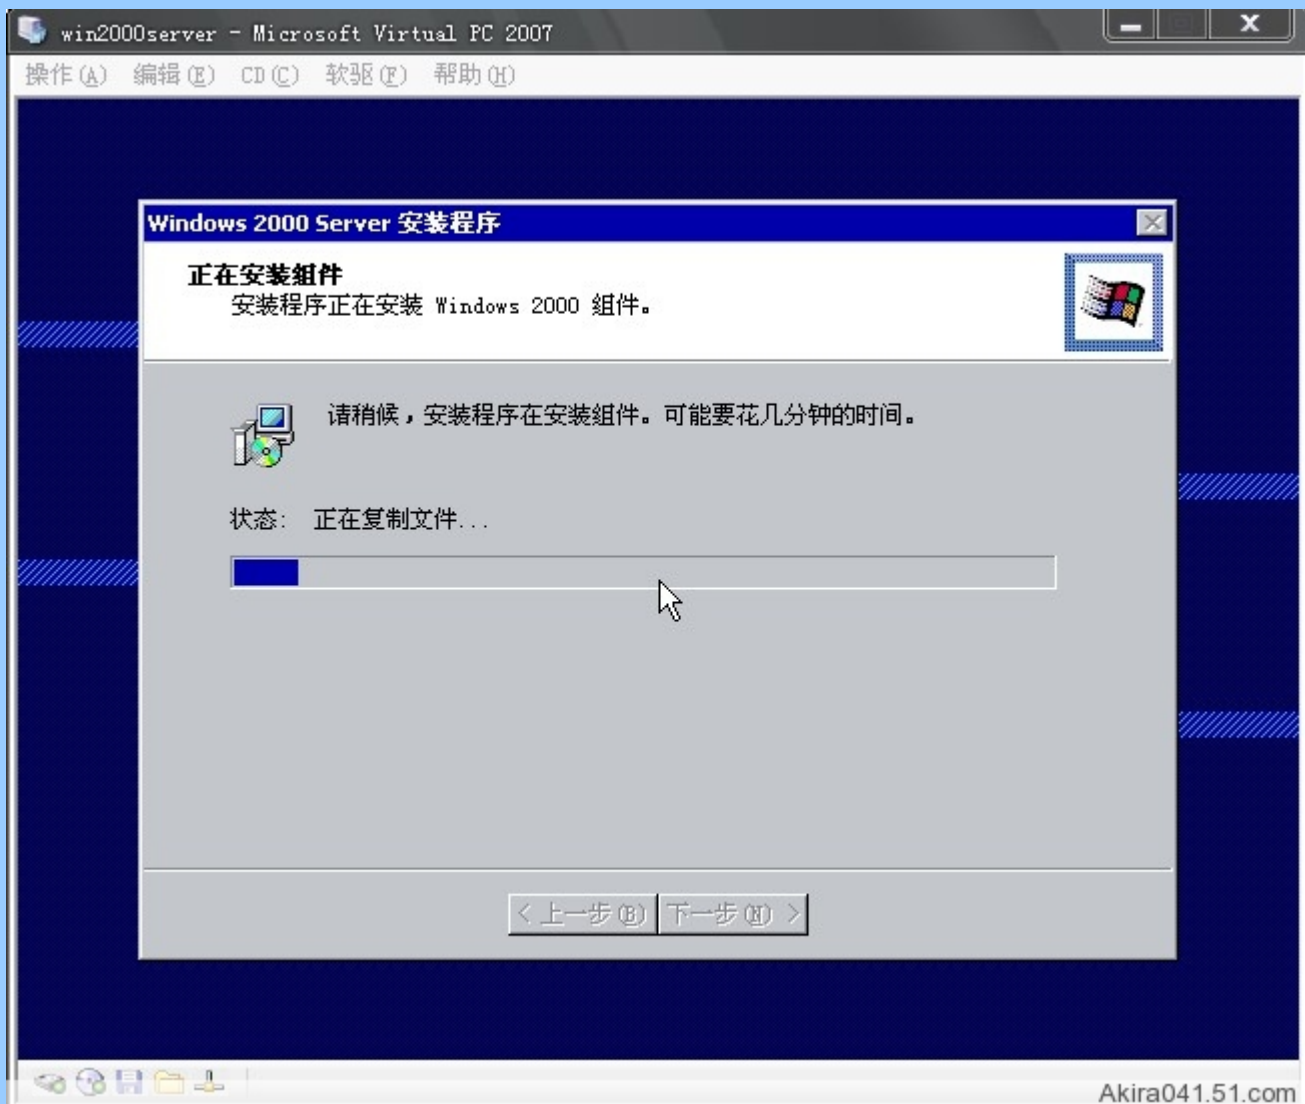 win2000server - Microsoft Virtual PC 2007
操作(A) 编辑(E) CD(C) 软驱(F) 帮助(H)
Windows 2000 Server 安装程序
正在安装组件
安装程序正在安装 Windows 2000 组件。
请稍候，安装程序在安装组件。可能要花几分钟的时间。
状态: 正在复制文件...
< 上一步(B) 下一步(N) >
Akira041.51.com